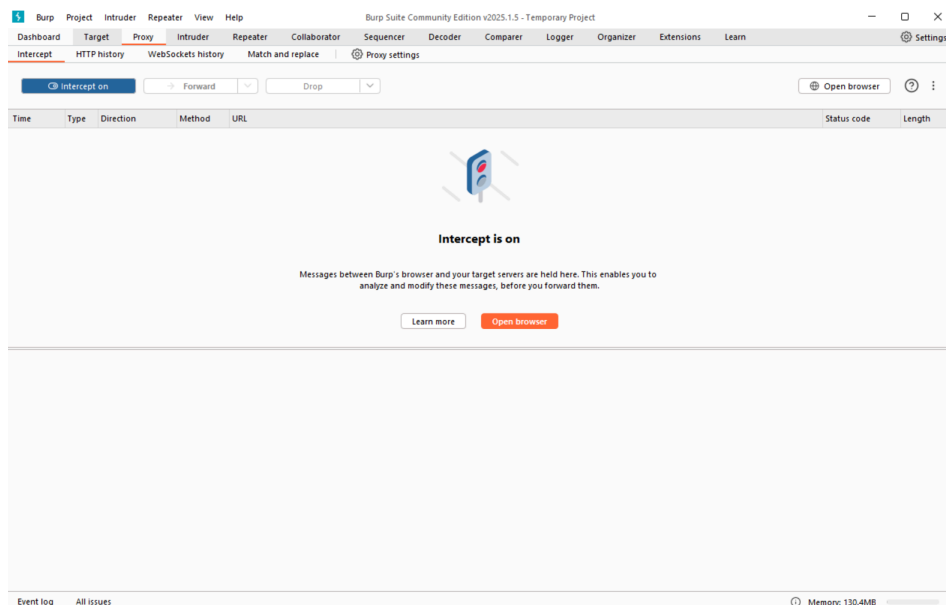 Burp Project Intruder Repeater View Help Burp Suite Community Edition v2025.1.5 - Temporary Project
Dashboard Target Proxy Intruder Repeater Collaborator Sequencer Decoder Comparer Logger Organizer Extensions Learn Settings
Intercept HTTP history WebSockets history Match and replace Proxy settings
Intercept on Forward Drop Open browser
Time Type Direction Method URL Status code Length
Intercept is on
Messages between Burp's browser and your target servers are held here. This enables you to
analyze and modify these messages, before you forward them.
Learn more Open browser
Event log All issues Memory: 130.4MB